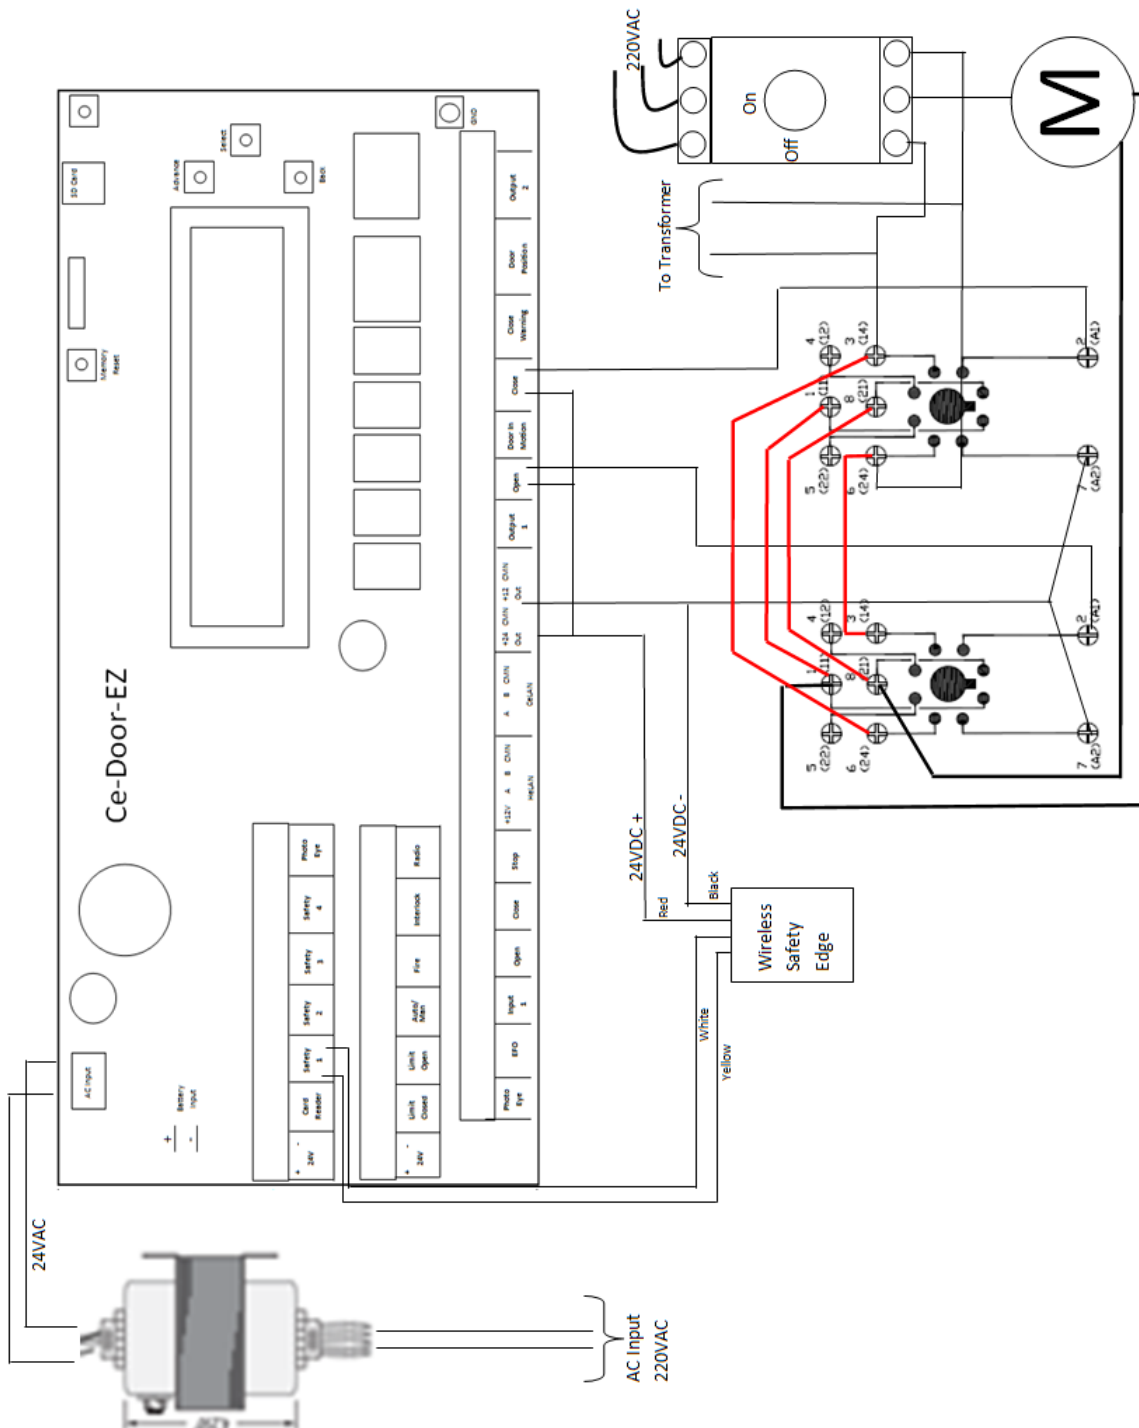 220VAC
On
Off
M
To Transformer
GND
SD Card
Select
Advance
Back
Memory
Reset
Output
2
Door
Position
Close
Warning
Close
Door In
Motion
Open
Output
1
+24 CMN +12 CMN
Out Out
A B CMN
CeLAN
+12V A B CMN
HeLAN
Stop
Close
Open
Input
1
EFO
Photo
Eye
Ce-Door-EZ
Photo
Eye
Safety
4
Safety
3
Safety
2
Safety
1
Card
Reader
+ -
24V
Radio
Interlock
Fire
Auto/
Man
Limit
Open
Limit
Closed
+ -
24V
AC Input
Battery
Input
+
-
4
(12)
3
(14)
1
(11)
8
(21)
5
(22)
6
(24)
2
(A1)
7
(A2)
4
(12)
3
(14)
1
(11)
8
(21)
5
(22)
6
(24)
2
(A1)
7
(A2)
24VDC +
24VDC -
Red
Black
White
Yellow
Wireless
Safety
Edge
24VAC
AC Input
220VAC